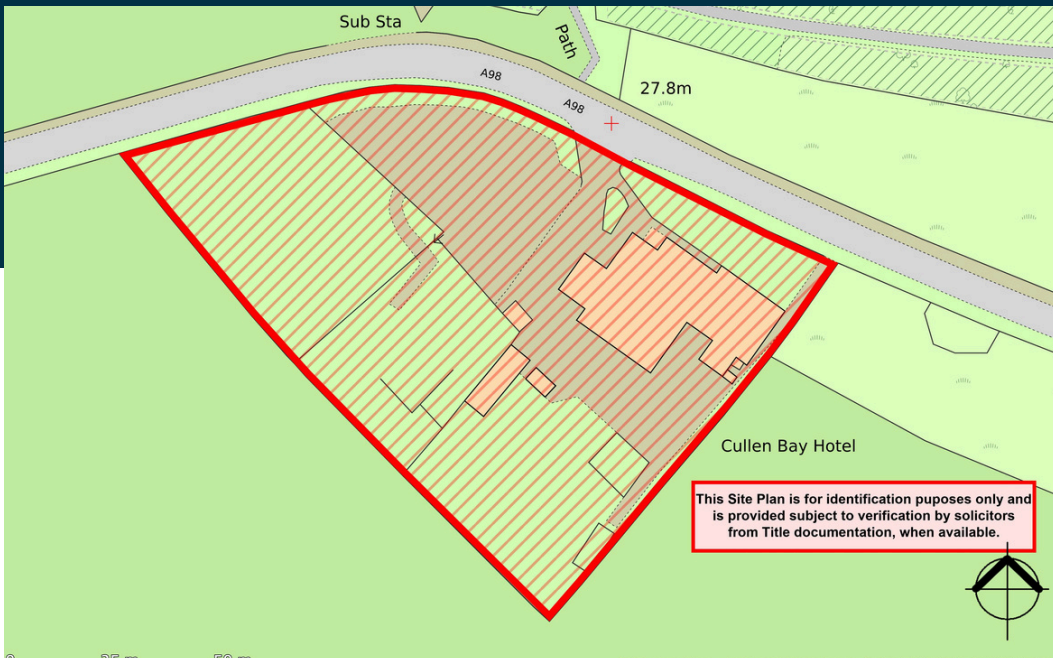 Sub Sta
Path
A98
A98
27.8m
Cullen Bay Hotel
This Site Plan is for identification puposes only and
is provided subject to verification by solicitors
from Title documentation, when available.